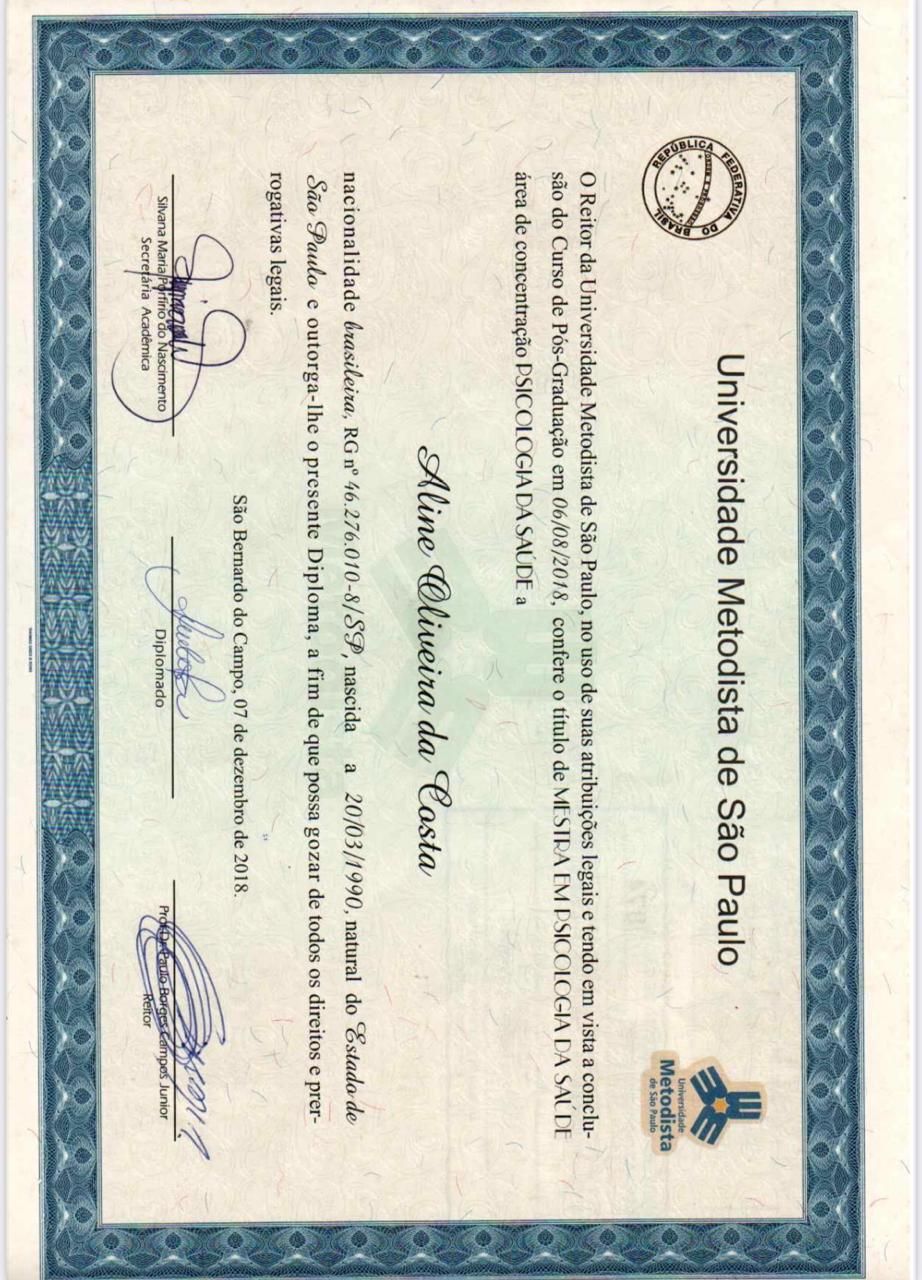 Universidade Metodista de São Paulo
REPÚBLICA FEDERATIVA DO BRASIL
Universidade
Metodista
de São Paulo
O Reitor da Universidade Metodista de São Paulo, no uso de suas atribuições legais e tendo em vista a conclu-
são do Curso de Pós-Graduação em 06/08/2018, confere o título de MESTRA EM PSICOLOGIA DA SAÚDE
área de concentração PSICOLOGIA DA SAÚDE a
Aline Oliveira da Costa
nacionalidade brasileira, RG nº 46.276.010-8/SP, nascida a 20/03/1990, natural do Estado de
São Paulo e outorga-lhe o presente Diploma, a fim de que possa gozar de todos os direitos e prer-
rogativas legais.
São Bernardo do Campo, 07 de dezembro de 2018.
Silvana Maria Porfírio do Nascimento
Secretária Acadêmica
Diplomado
Prof. Dr. Paulo Borges Campos Junior
Reitor